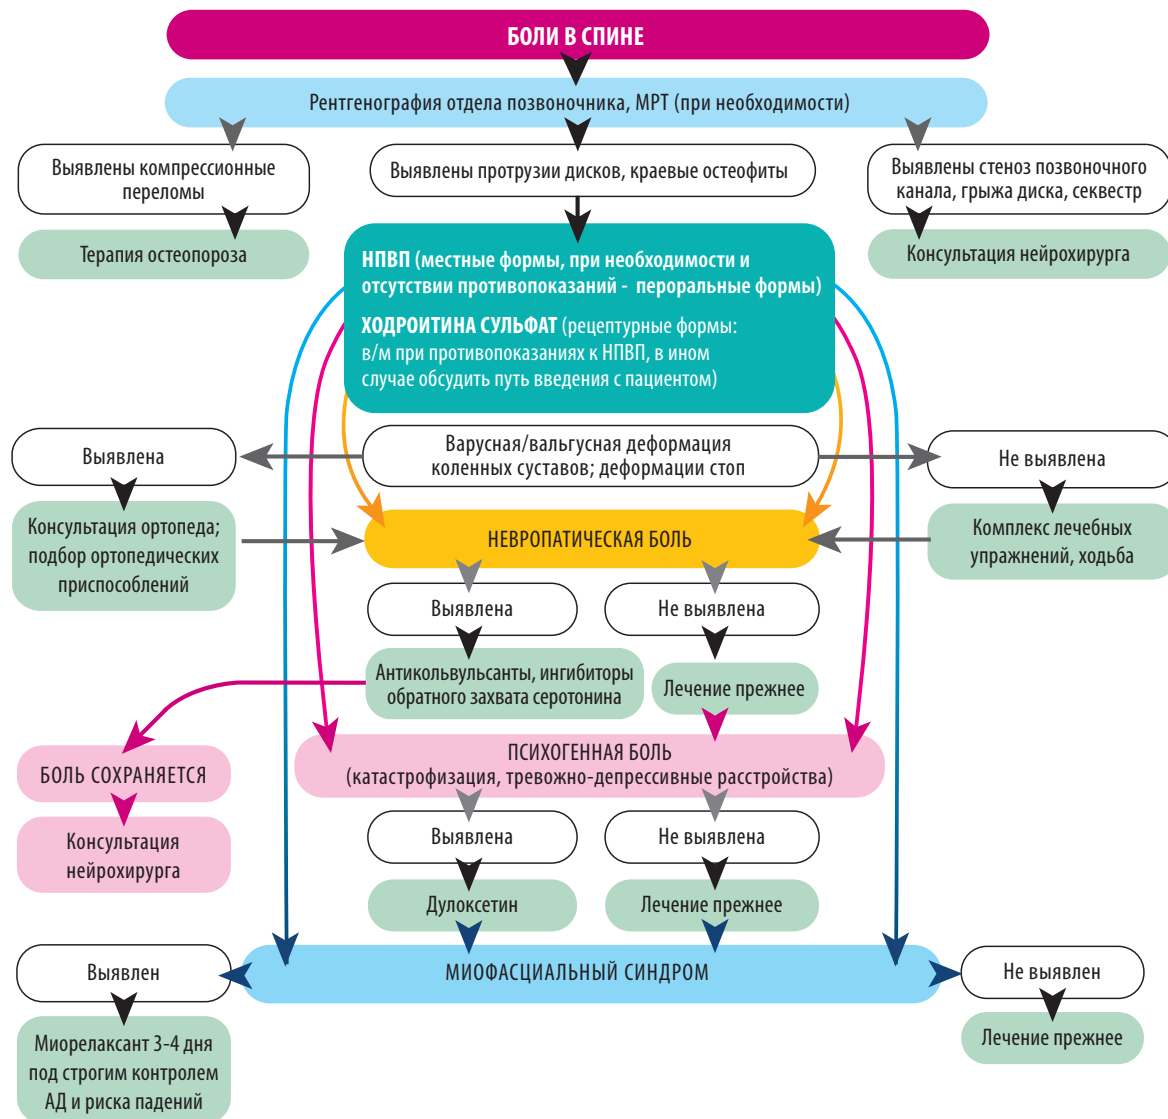 БОЛИ В СПИНЕ
Рентгенография отдела позвоночника, МРТ (при необходимости)
Выявлены компрессионные
переломы
Выявлены протрузии дисков, краевые остеофиты
Выявлены стеноз позвоночного
канала, грыжа диска, секвестр
Терапия остеопороза
Консультация нейрохирурга
НПВП (местные формы, при необходимости и
отсутствии противопоказаний - пероральные формы)
ХОДРОИТИНА СУЛЬФАТ (рецептурные формы:
в/м при противопоказаниях к НПВП, в ином
случае обсудить путь введения с пациентом)
Выявлена
Варусная/вальгусная деформация
коленных суставов; деформации стоп
Не выявлена
Консультация ортопеда;
подбор ортопедических
приспособлений
НЕВРОПАТИЧЕСКАЯ БОЛЬ
Комплекс лечебных
упражнений, ходьба
Выявлена
Не выявлена
Антикольвульсанты, ингибиторы
обратного захвата серотонина
Лечение прежнее
БОЛЬ СОХРАНЯЕТСЯ
ПСИХОГЕННАЯ БОЛЬ
(катастрофизация, тревожно-депрессивные расстройства)
Консультация
нейрохирурга
Выявлена
Не выявлена
Дулоксетин
Лечение прежнее
Выявлен
МИОФАСЦИАЛЬНЫЙ СИНДРОМ
Не выявлен
Миорелаксант 3-4 дня
под строгим контролем
АД и риска падений
Лечение прежнее